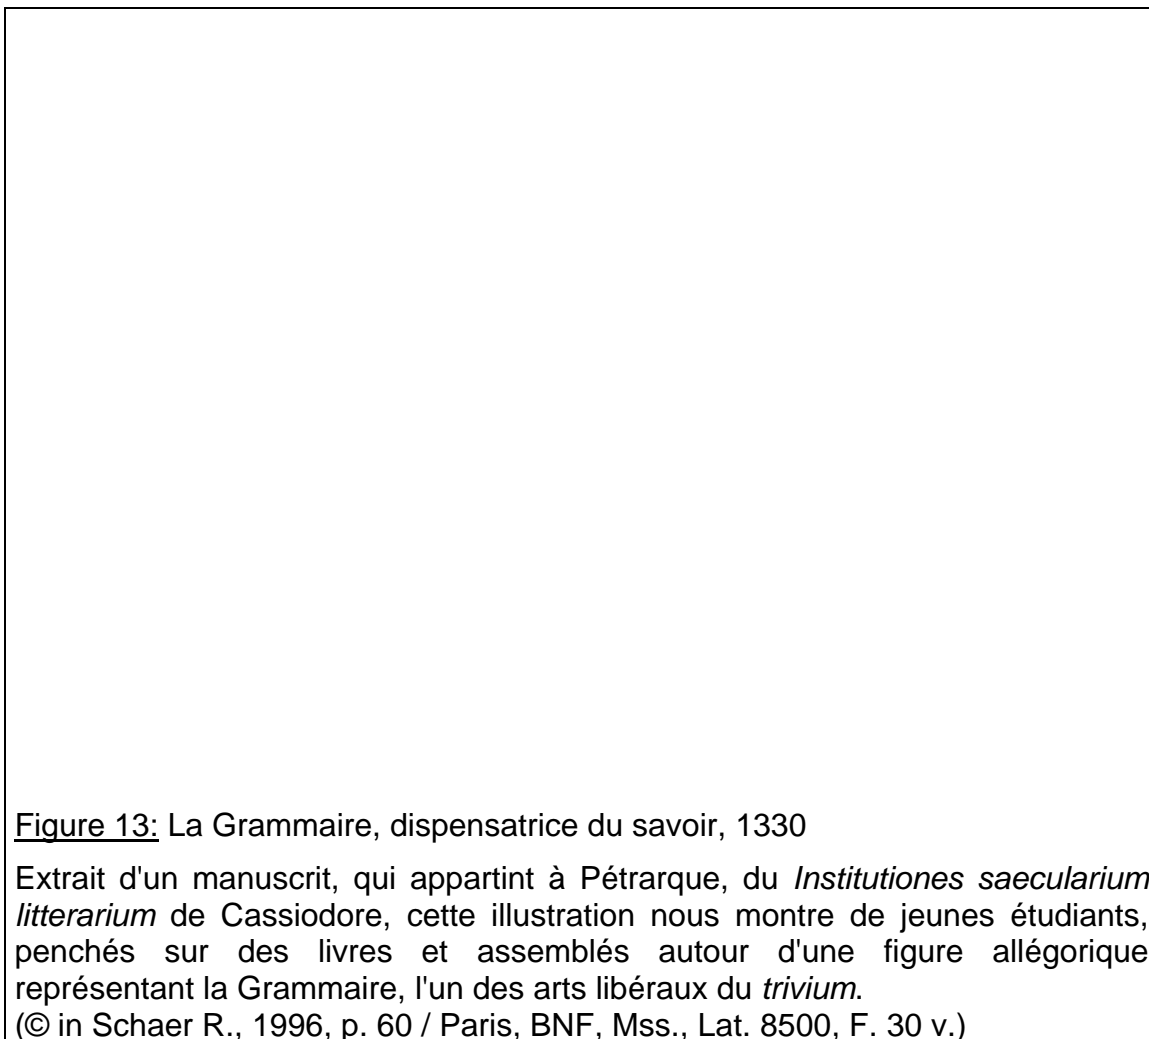 Figure 13: La Grammaire, dispensatrice du savoir, 1330
Extrait d'un manuscrit, qui appartint à Pétrarque, du Institutiones saecularium
litterarium de Cassiodore, cette illustration nous montre de jeunes étudiants,
penchés sur des livres et assemblés autour d'une figure allégorique
représentant la Grammaire, l'un des arts libéraux du trivium.
(© in Schaer R., 1996, p. 60 / Paris, BNF, Mss., Lat. 8500, F. 30 v.)